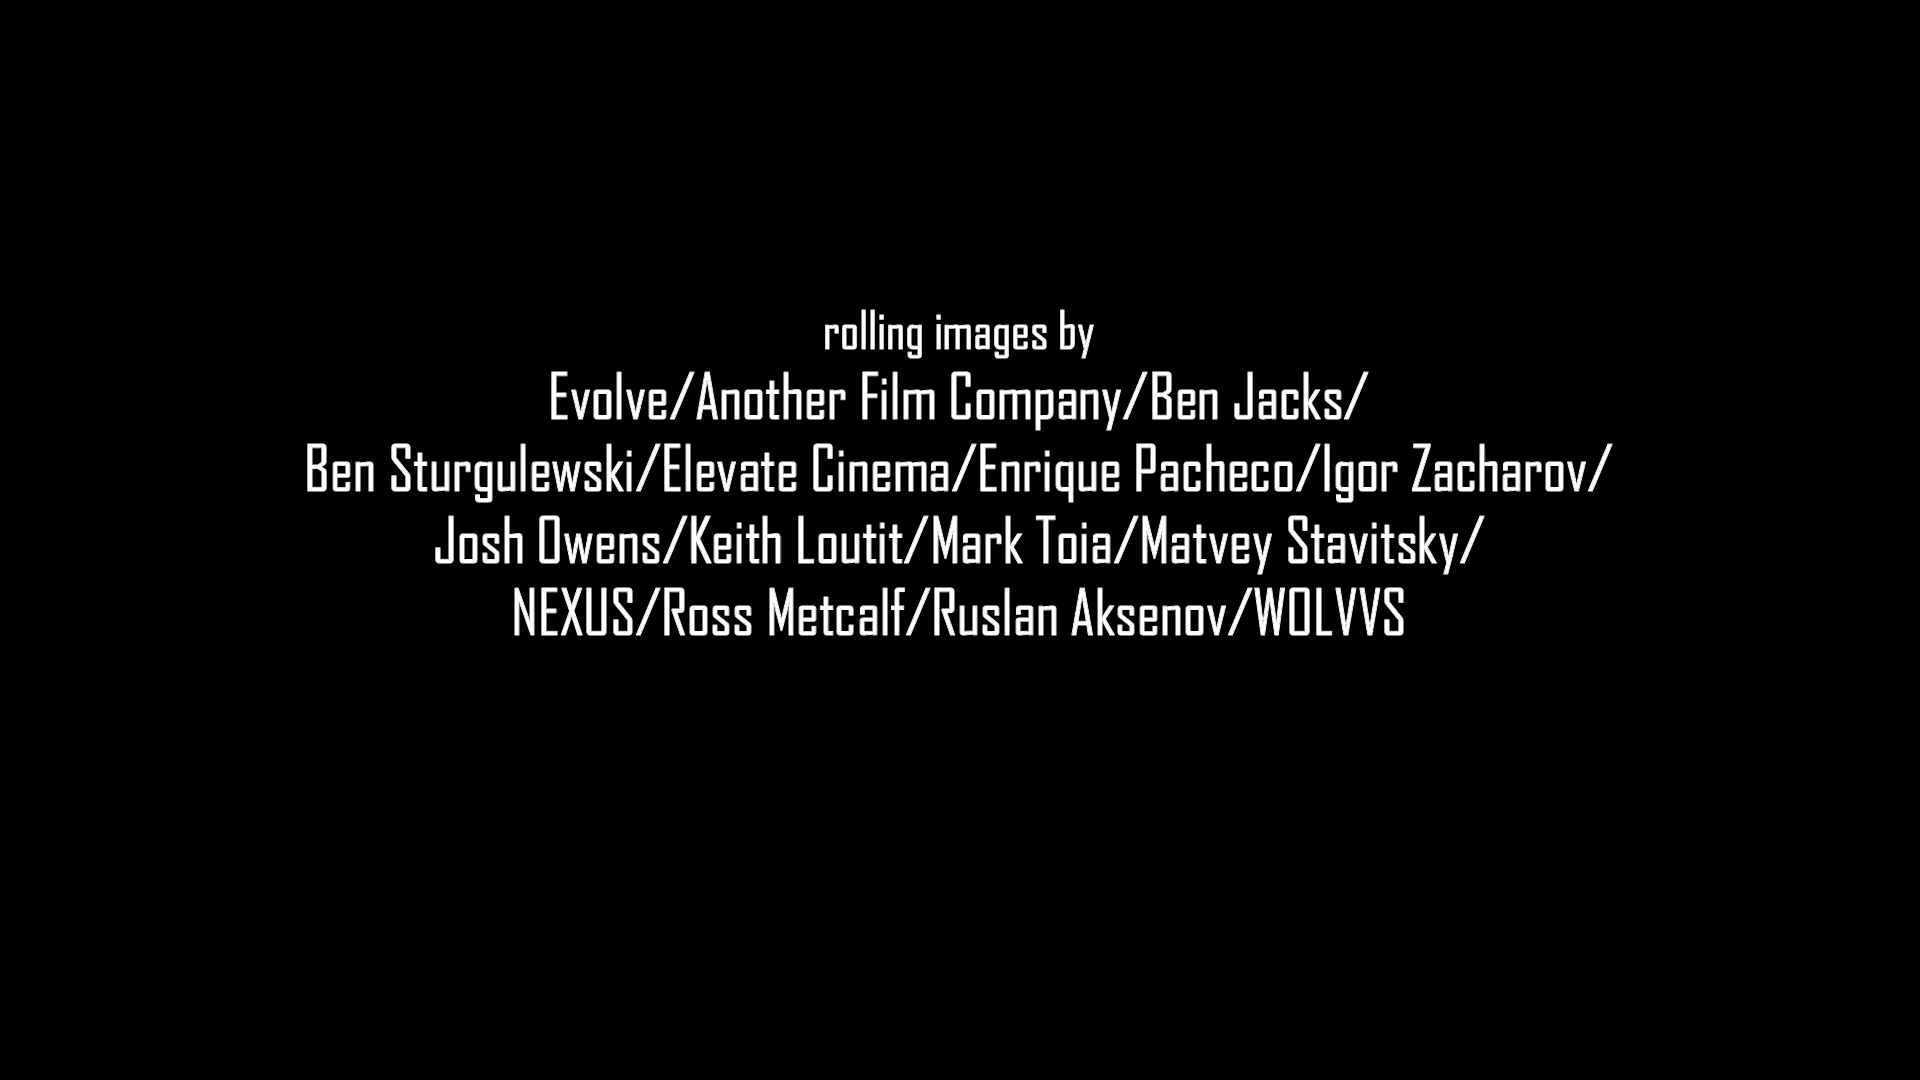 rolling images by
Evolve/Another Film Company/Ben Jacks/
Ben Sturgulewski/Elevate Cinema/Enrique Pacheco/Igor Zacharov/
Josh Owens/Keith Loutit/Mark Toia/Matvey Stavitsky/
NEXUS/Ross Metcalf/Ruslan Aksenov/WOLVVS